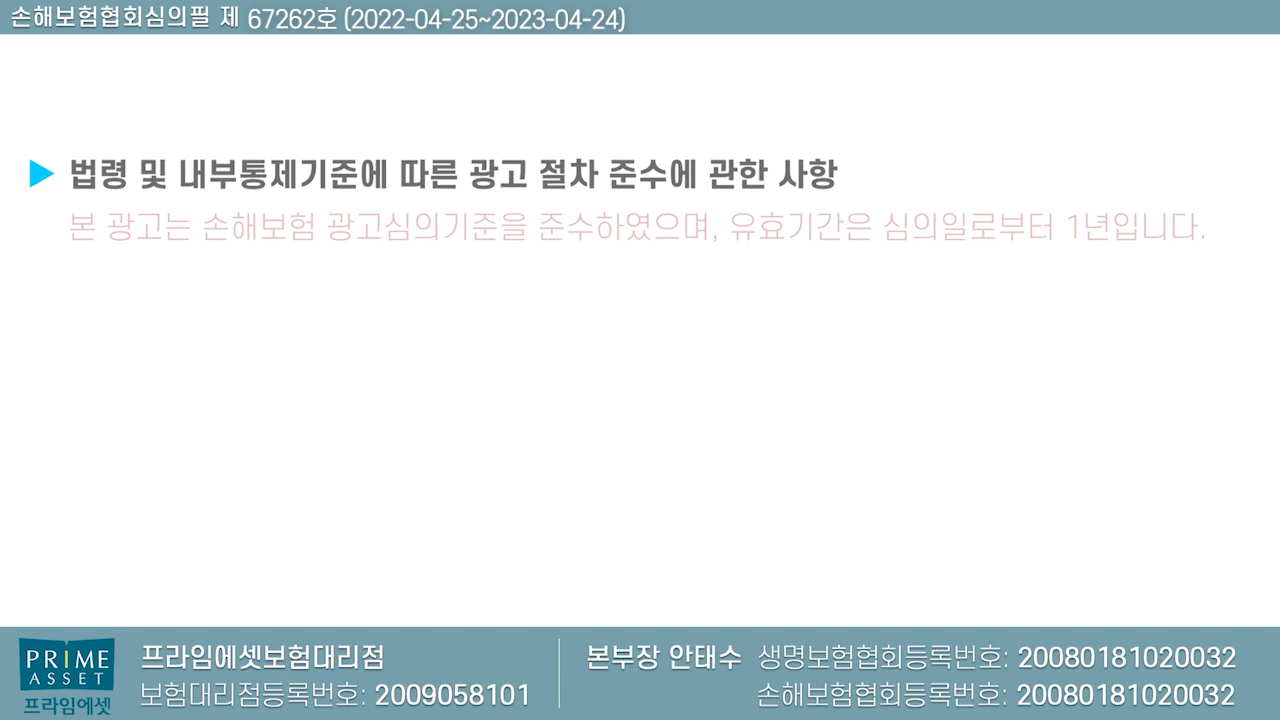 손해보험협회심의필 제 67262호 (2022-04-25~2023-04-24)
▶ 법령 및 내부통제기준에 따른 광고 절차 준수에 관한 사항
본 광고는 손해보험 광고심의기준을 준수하였으며, 유효기간은 심의일로부터 1년입니다.
PRIME
ASSET
프라임에셋
프라임에셋보험대리점
보험대리점등록번호: 2009058101
본부장 안태수 생명보험협회등록번호: 20080181020032
손해보험협회등록번호: 20080181020032